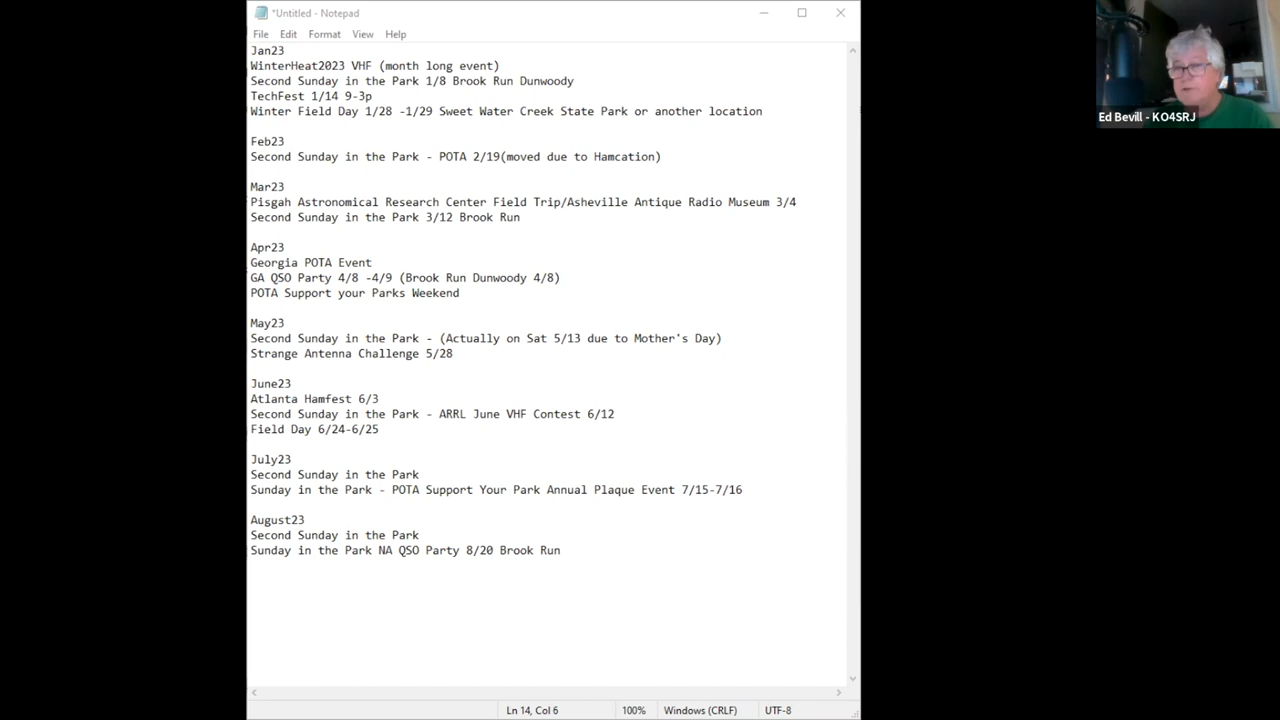 *Untitled - Notepad
File Edit Format View Help
Jan23
WinterHeat2023 VHF (month long event)
Second Sunday in the Park 1/8 Brook Run Dunwoody
TechFest 1/14 9-3p
Winter Field Day 1/28 -1/29 Sweet Water Creek State Park or another location
Feb23
Second Sunday in the Park - POTA 2/19(moved due to Hamcation)
Mar23
Pisgah Astronomical Research Center Field Trip/Asheville Antique Radio Museum 3/4
Second Sunday in the Park 3/12 Brook Run
Apr23
Georgia POTA Event
GA QSO Party 4/8 -4/9 (Brook Run Dunwoody 4/8)
POTA Support your Parks Weekend
May23
Second Sunday in the Park - (Actually on Sat 5/13 due to Mother's Day)
Strange Antenna Challenge 5/28
June23
Atlanta Hamfest 6/3
Second Sunday in the Park - ARRL June VHF Contest 6/12
Field Day 6/24-6/25
July23
Second Sunday in the Park
Sunday in the Park - POTA Support Your Park Annual Plaque Event 7/15-7/16
August23
Second Sunday in the Park
Sunday in the Park NA QSO Party 8/20 Brook Run
Ln 14, Col 6 100% Windows (CRLF) UTF-8
Ed Bevill - KO4SRJ